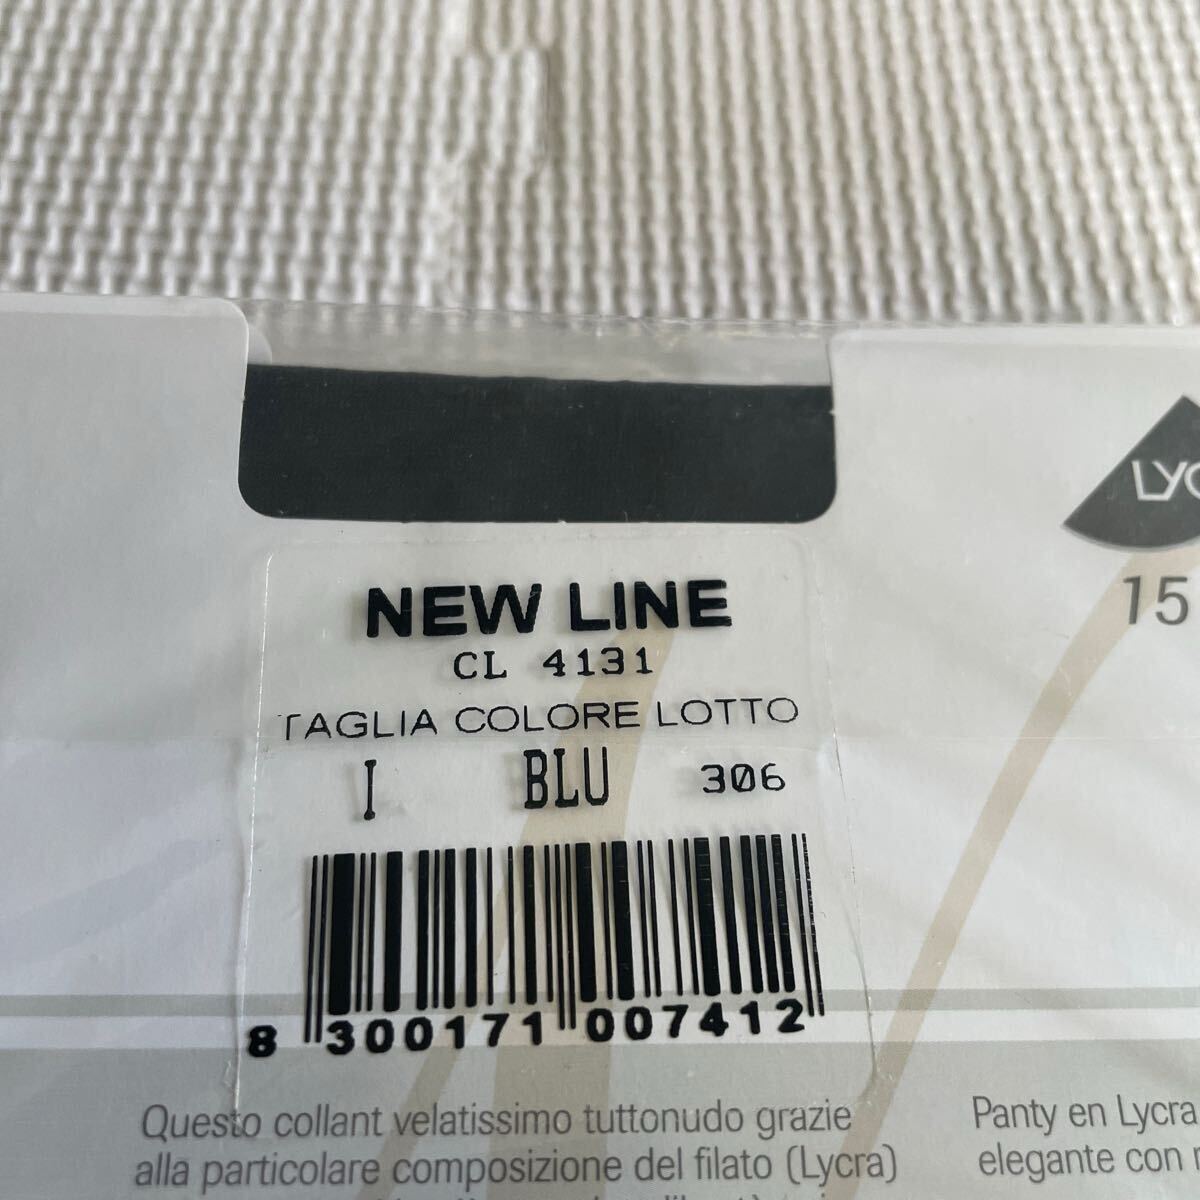 NEW LINE
CL 4131
TAGLIA COLORE LOTTO
I BLU 306
8 300171 007412
LYC
15
Questo collant velatissimo tuttonudo grazie
alla particolare composizione del filato (Lycra)
Panty en Lycra
elegante con